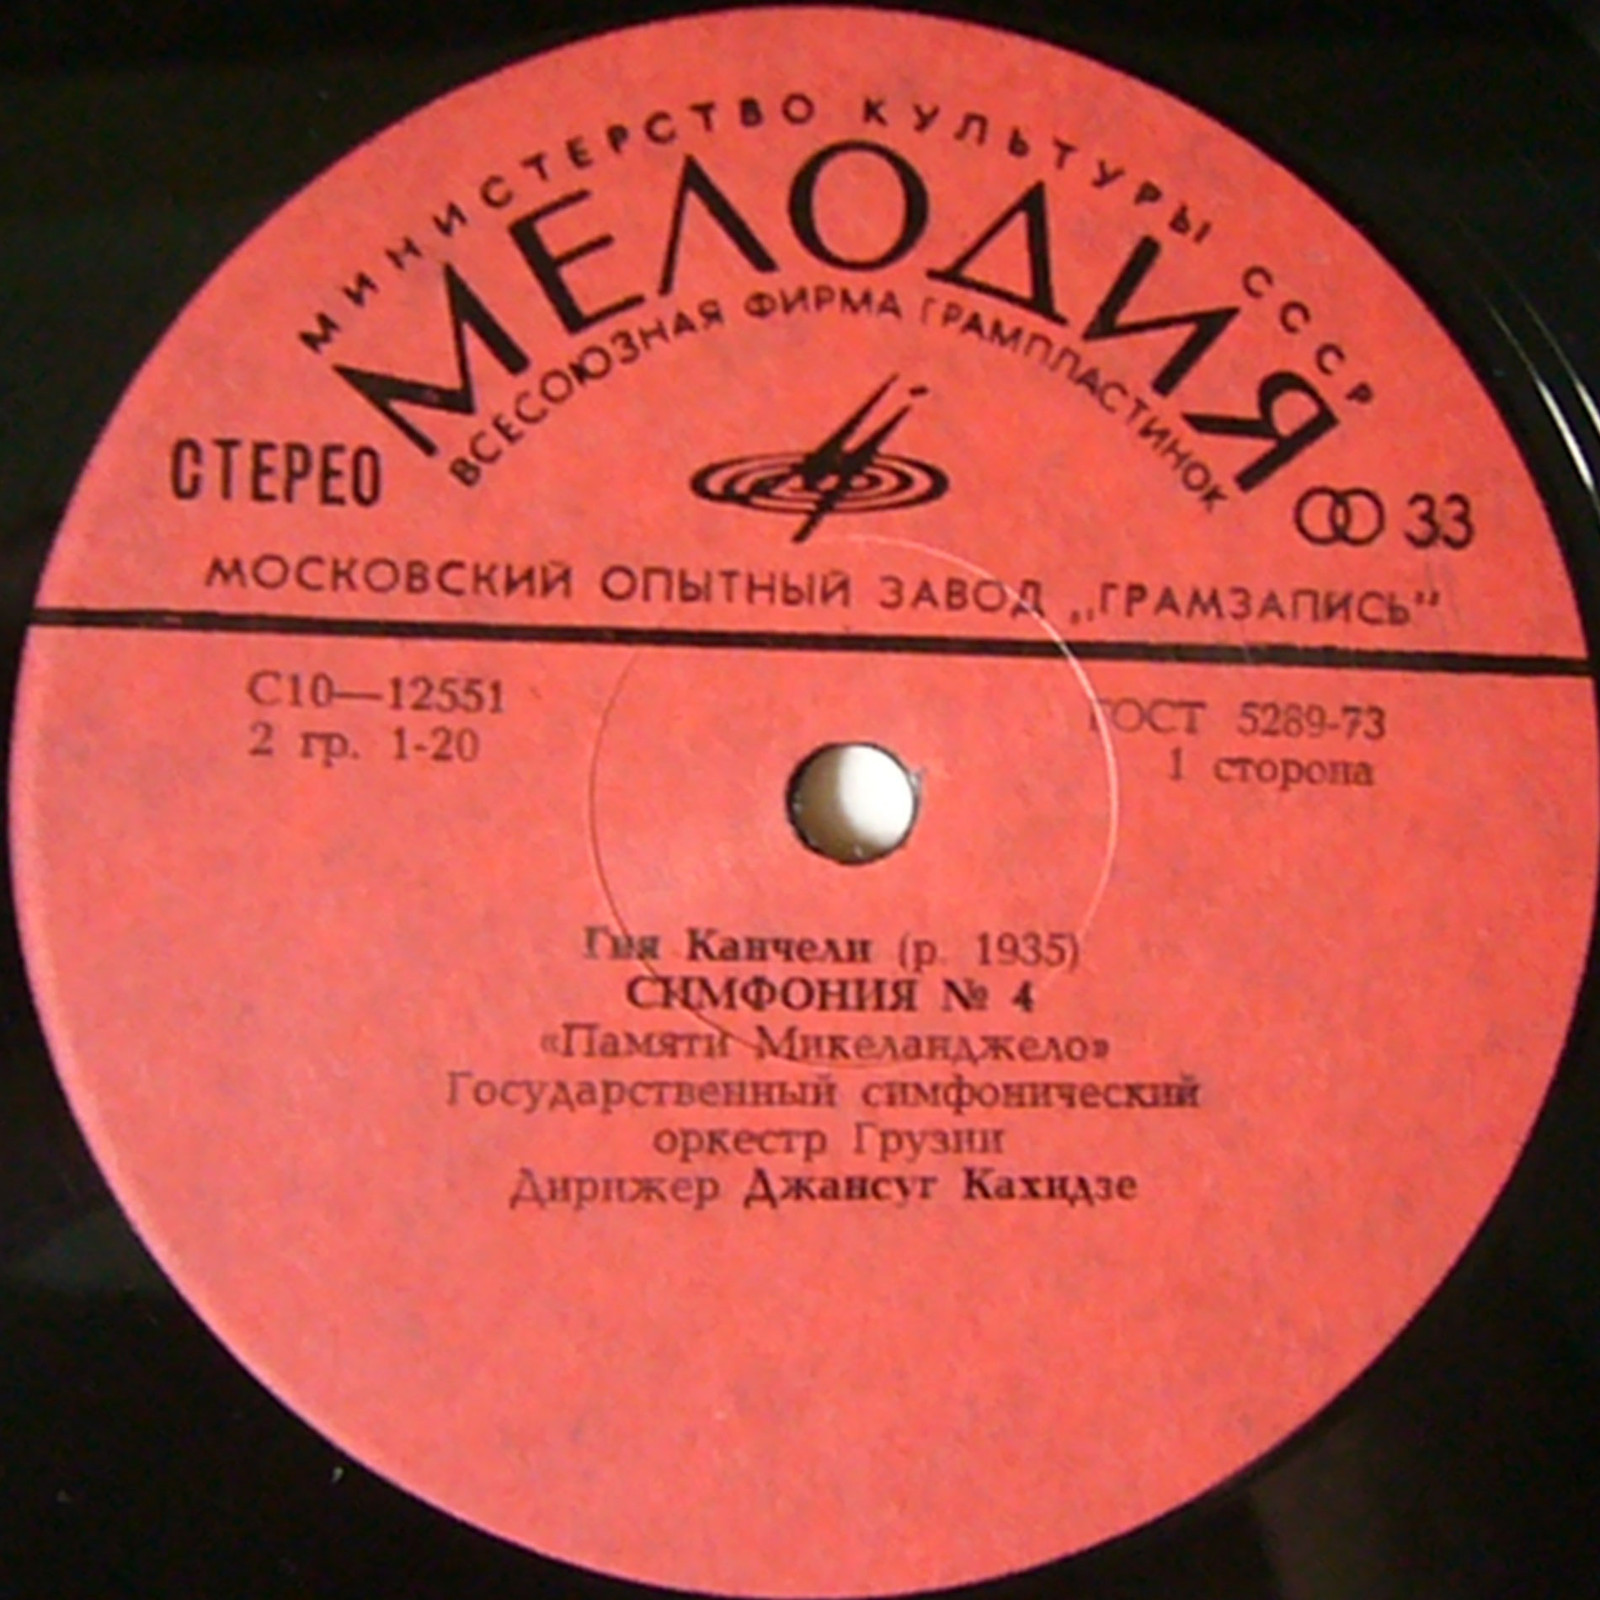 МИНИСТЕРСТВО КУЛЬТУРЫ СССР
МЕЛОДИЯ
ВСЕСОЮЗНАЯ ФИРМА ГРАМПЛАСТИНОК
СТЕРЕО
33
МОСКОВСКИЙ ОПЫТНЫЙ ЗАВОД „ГРАМЗАПИСЬ"
С10—12551
ГОСТ 5289-73
2 гр. 1-20
1 сторона
Гия Канчели (р. 1935)
СИМФОНИЯ № 4
«Памяти Микеланджело»
Государственный симфонический
оркестр Грузии
Дирижер Джансуг Кахидзе